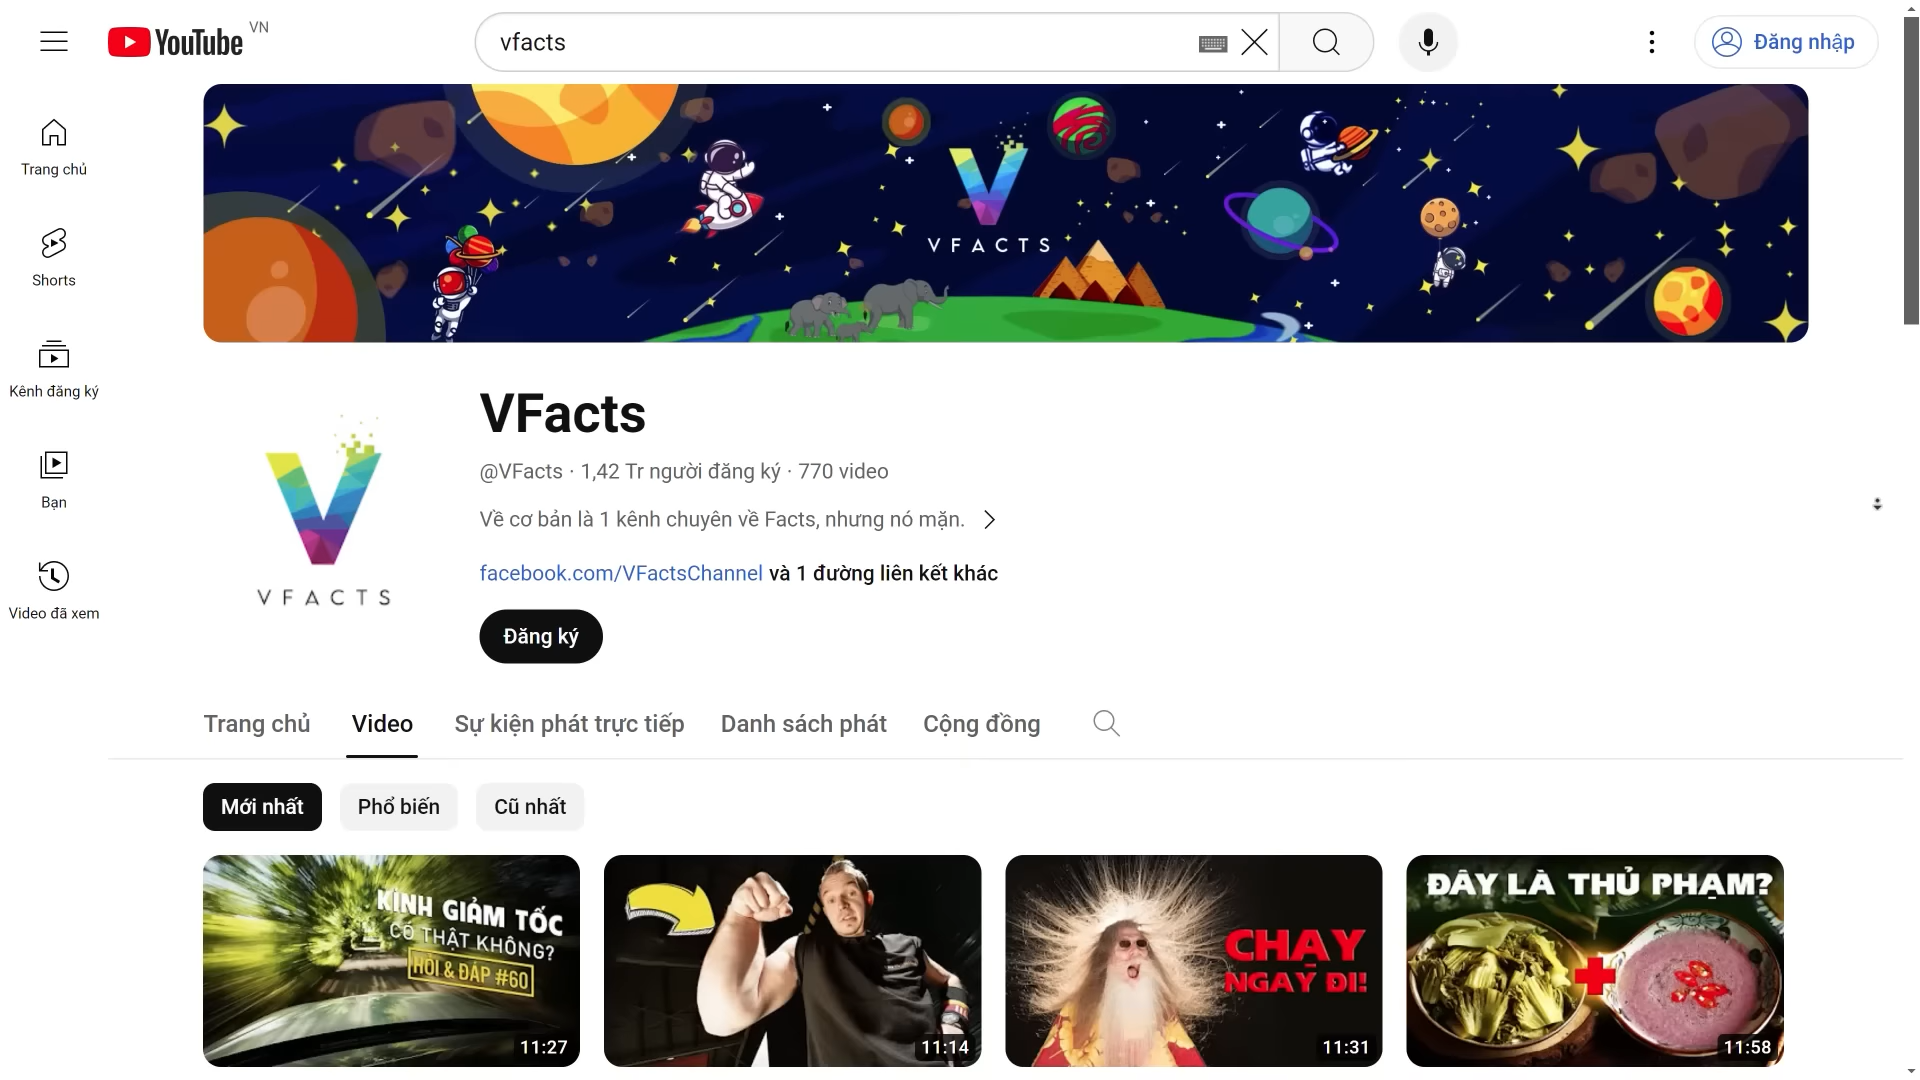 YouTube VN
vfacts
Đăng nhập
Trang chủ
Shorts
Kênh đăng ký
Bạn
Video đã xem
VFACTS
VFACTS
VFacts
@VFacts · 1,42 Tr người đăng ký · 770 video
Về cơ bản là 1 kênh chuyên về Facts, nhưng nó mặn.
facebook.com/VFactsChannel và 1 đường liên kết khác
Đăng ký
Trang chủ Video Sự kiện phát trực tiếp Danh sách phát Cộng đồng
Mới nhất Phổ biến Cũ nhất
KÍNH GIẢM TỐC
CÓ THẬT KHÔNG?
HỎI & ĐÁP #60
11:27
11:14
CHẠY
NGAY ĐI!
11:31
ĐÂY LÀ THỦ PHẠM?
11:58